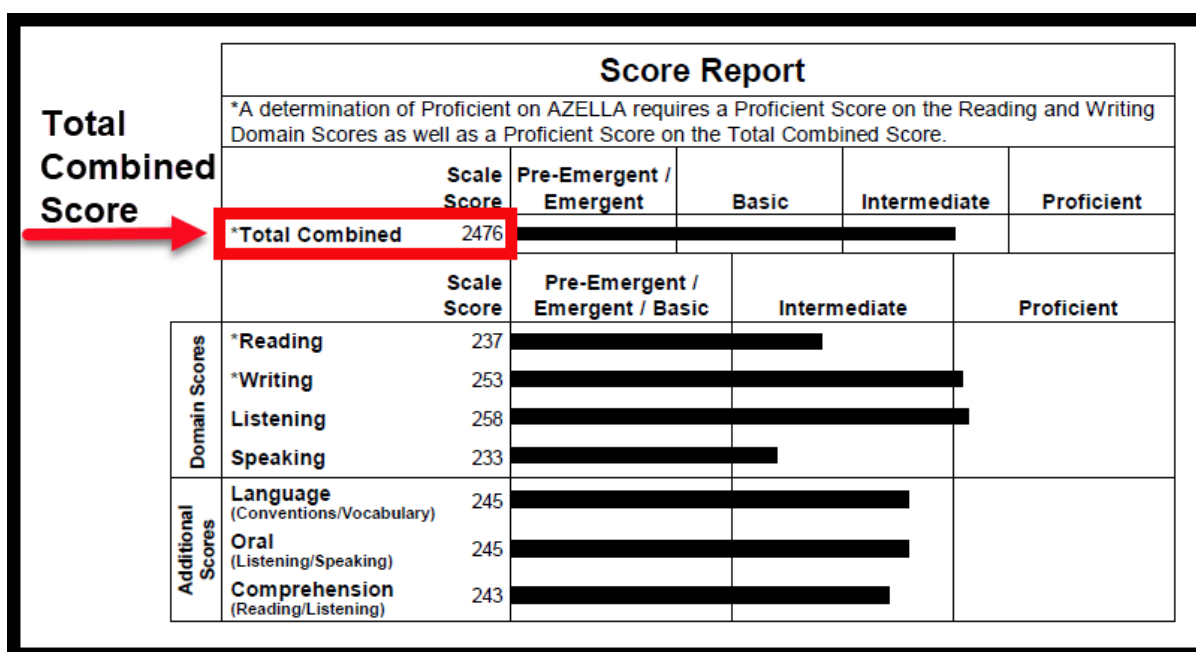 Score Report
*A determination of Proficient on AZELLA requires a Proficient Score on the Reading and Writing
Domain Scores as well as a Proficient Score on the Total Combined Score.
Total
Combined
Score
Scale Pre-Emergent /
Score Emergent Basic Intermediate Proficient
*Total Combined 2476
Scale Pre-Emergent /
Score Emergent / Basic Intermediate Proficient
Domain Scores
*Reading 237
*Writing 253
Listening 258
Speaking 233
Additional
Scores
Language 245
(Conventions/Vocabulary)
Oral 245
(Listening/Speaking)
Comprehension 243
(Reading/Listening)